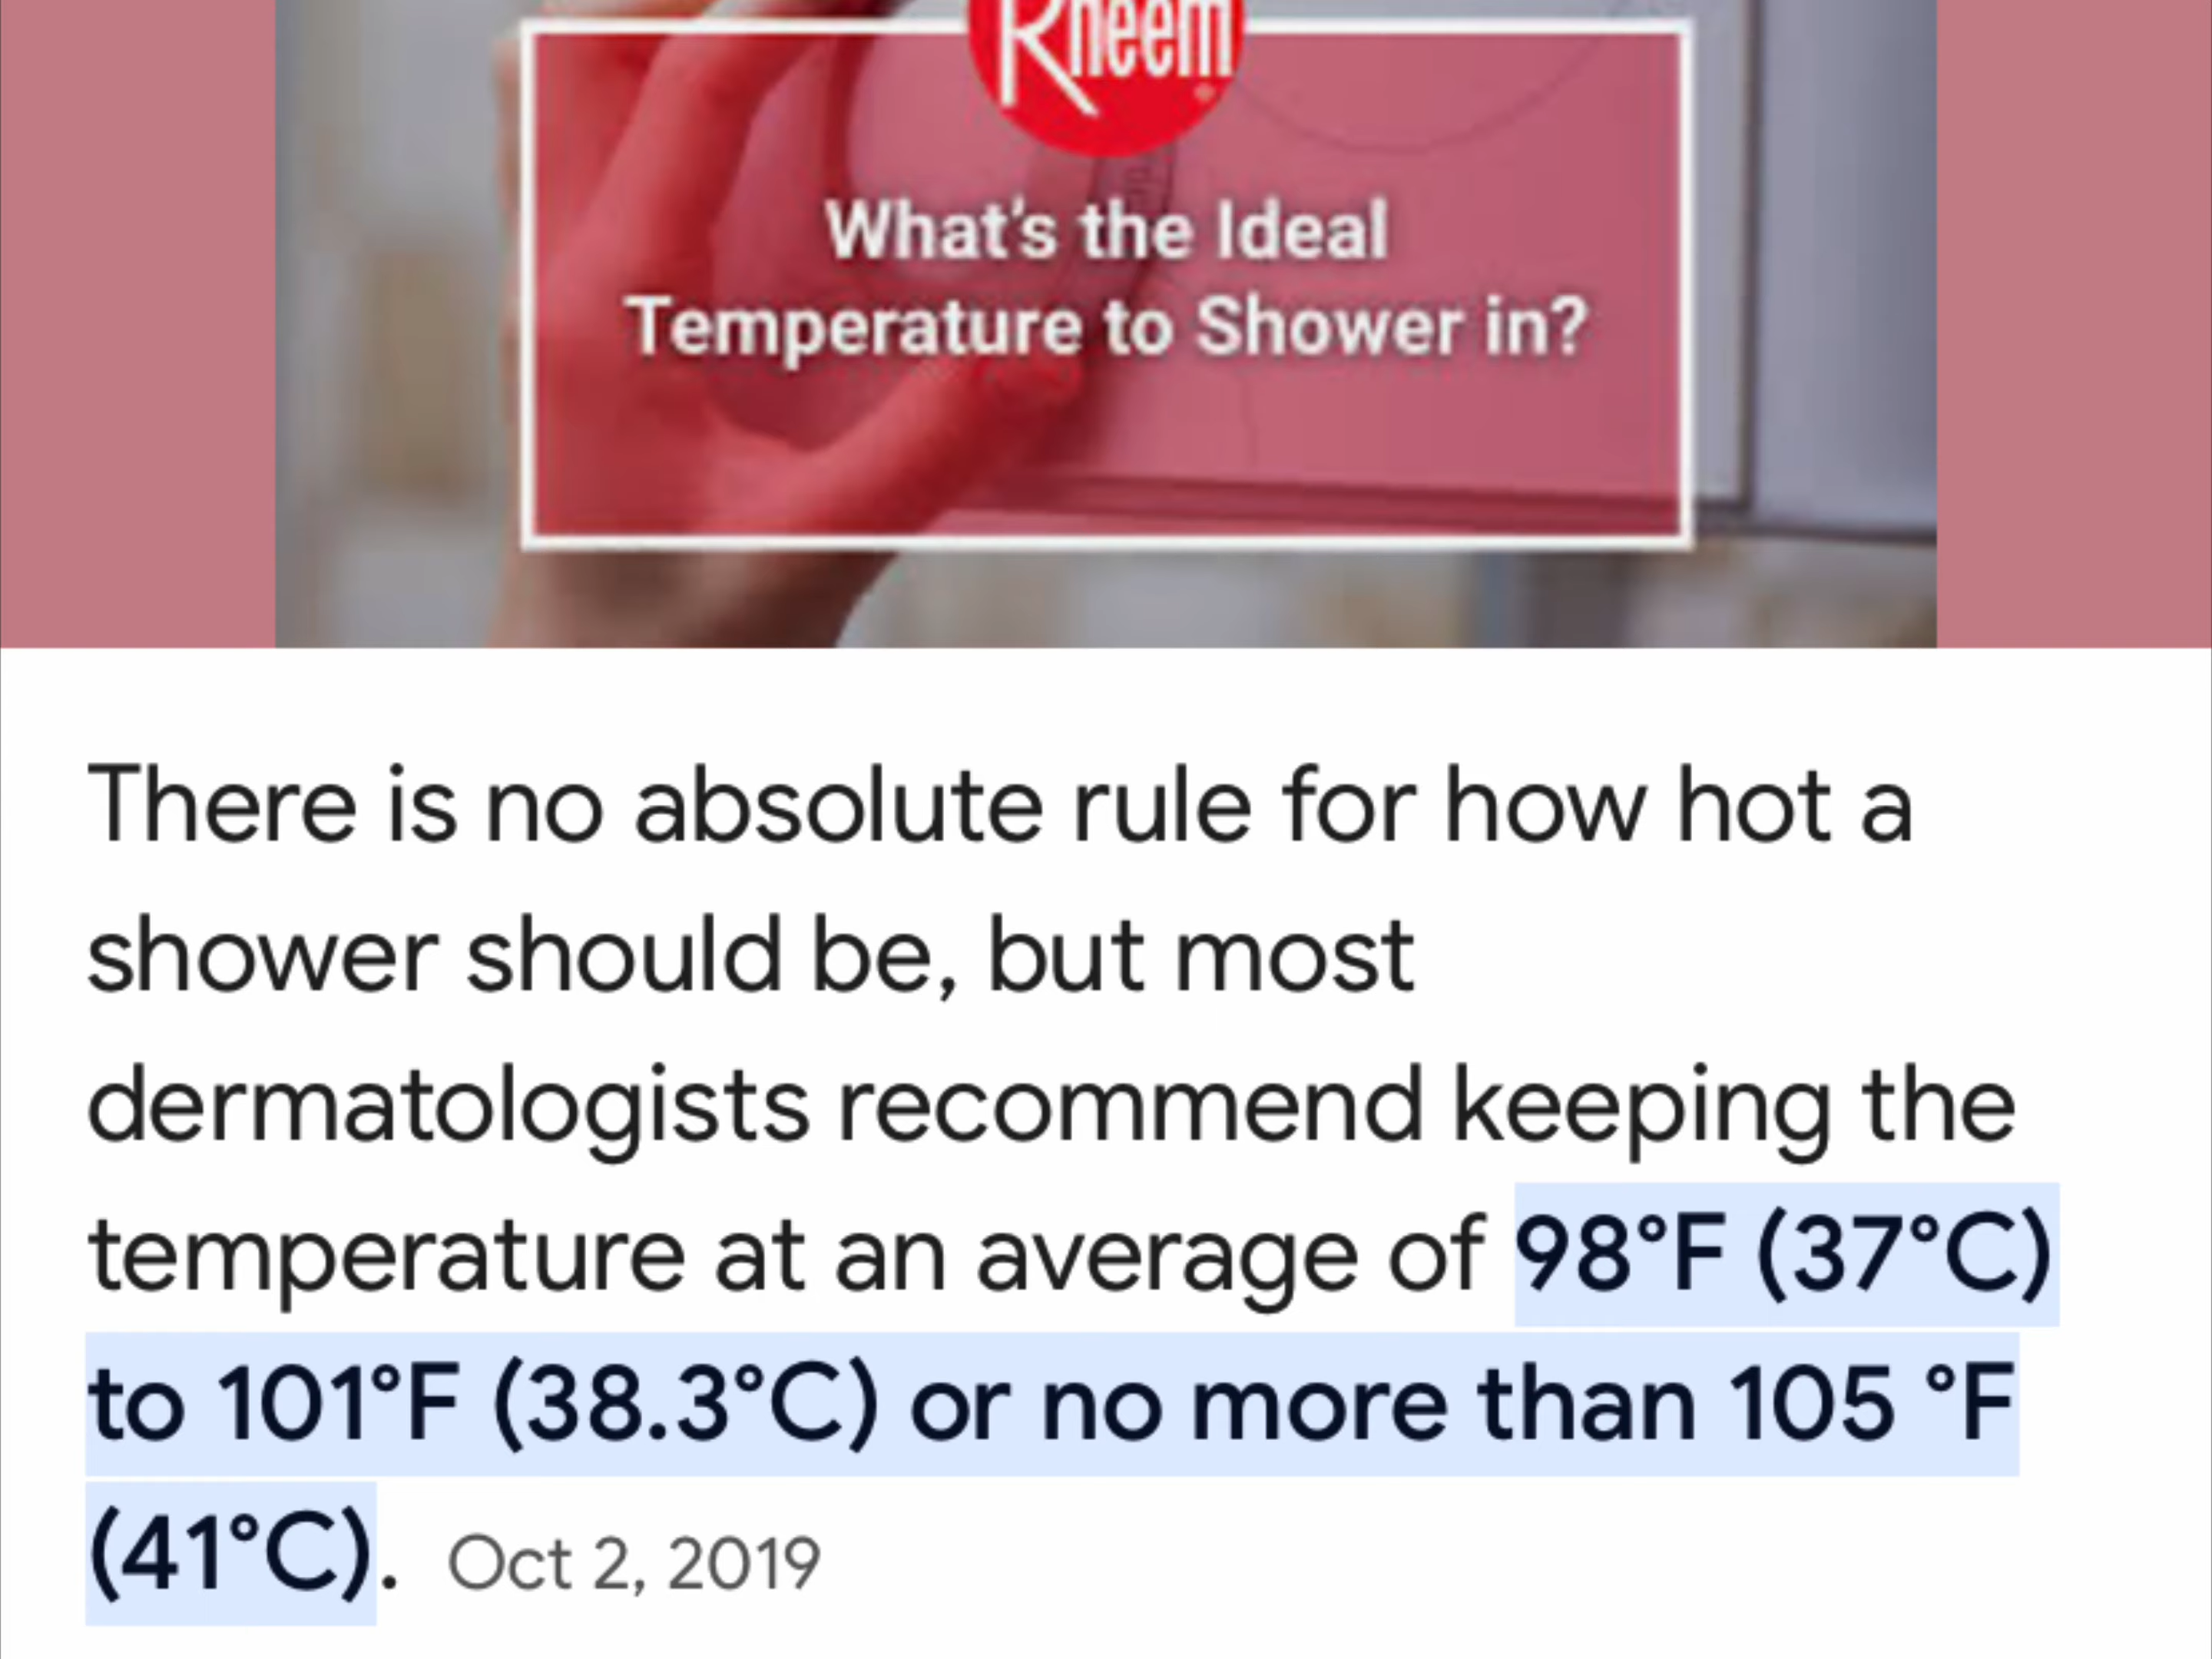 Rheem
What's the Ideal
Temperature to Shower in?
There is no absolute rule for how hot a
shower should be, but most
dermatologists recommend keeping the
temperature at an average of 98°F (37°C)
to 101°F (38.3°C) or no more than 105 °F
(41°C). Oct 2, 2019